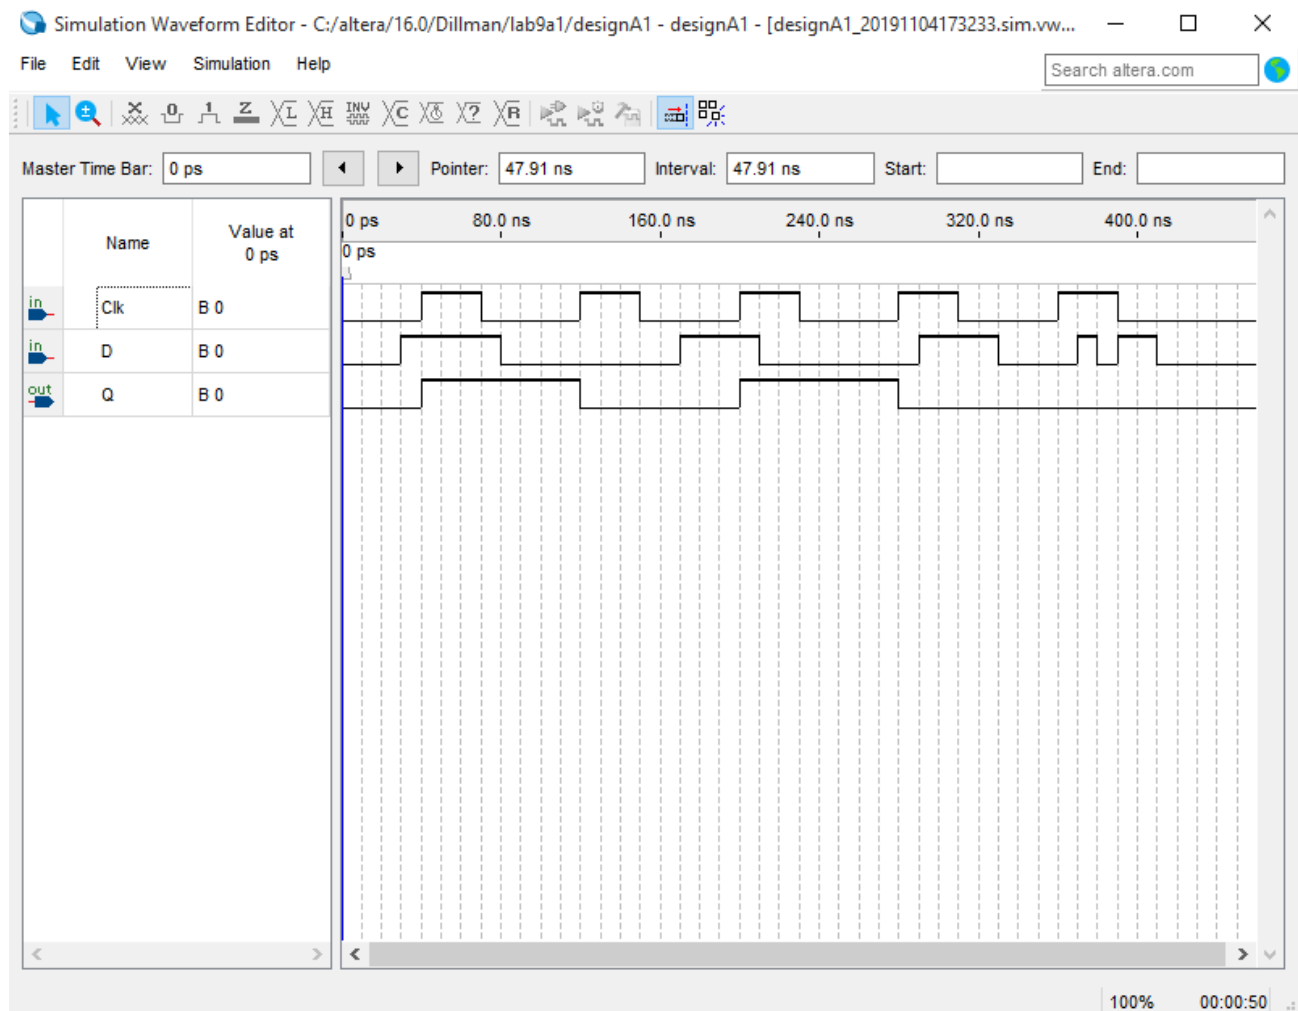 Simulation Waveform Editor - C:/altera/16.0/Dillman/lab9a1/designA1 - designA1 - [designA1_20191104173233.sim.vw...
File Edit View Simulation Help
Search altera.com
Master Time Bar: 0 ps Pointer: 47.91 ns Interval: 47.91 ns Start: End:
Name
Value at
0 ps
0 ps 80.0 ns 160.0 ns 240.0 ns 320.0 ns 400.0 ns
0 ps
in Clk B 0
in D B 0
out Q B 0
100% 00:00:50